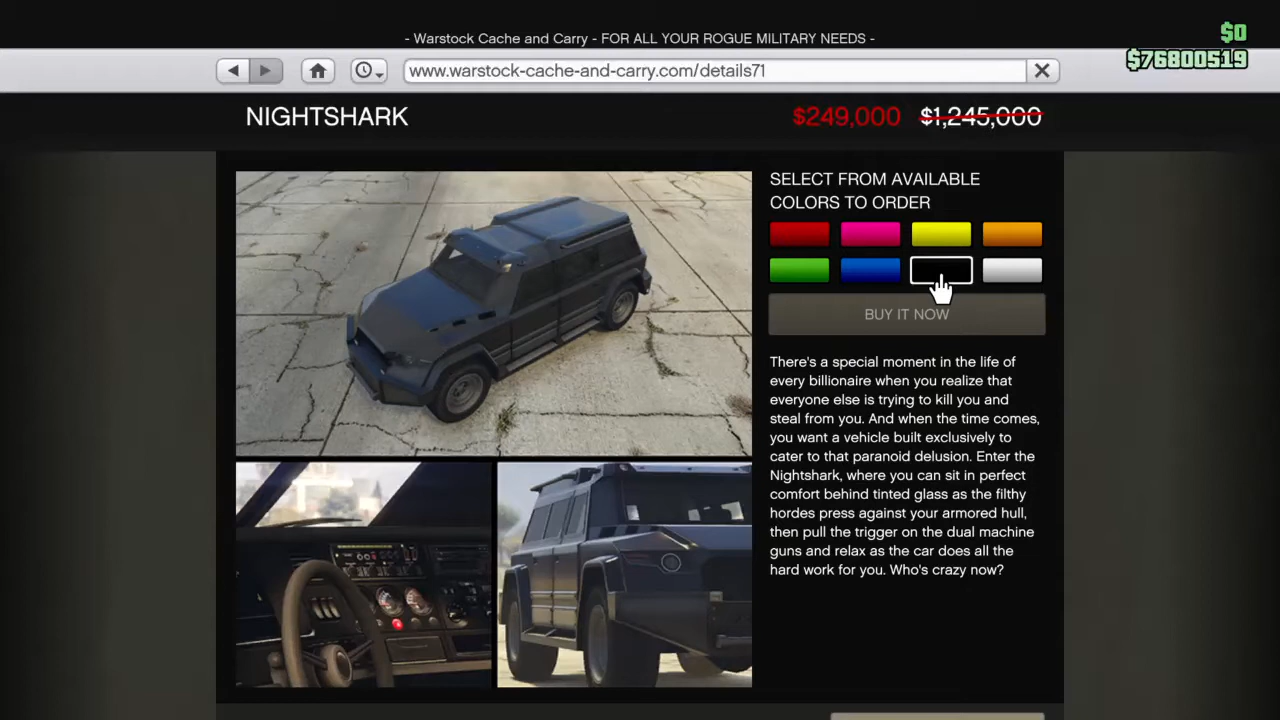 - Warstock Cache and Carry - FOR ALL YOUR ROGUE MILITARY NEEDS -
$0
$76800519
www.warstock-cache-and-carry.com/details71
NIGHTSHARK
$249,000 $1,245,000
SELECT FROM AVAILABLE
COLORS TO ORDER
BUY IT NOW
There's a special moment in the life of
every billionaire when you realize that
everyone else is trying to kill you and
steal from you. And when the time comes,
you want a vehicle built exclusively to
cater to that paranoid delusion. Enter the
Nightshark, where you can sit in perfect
comfort behind tinted glass as the filthy
hordes press against your armored hull,
then pull the trigger on the dual machine
guns and relax as the car does all the
hard work for you. Who's crazy now?